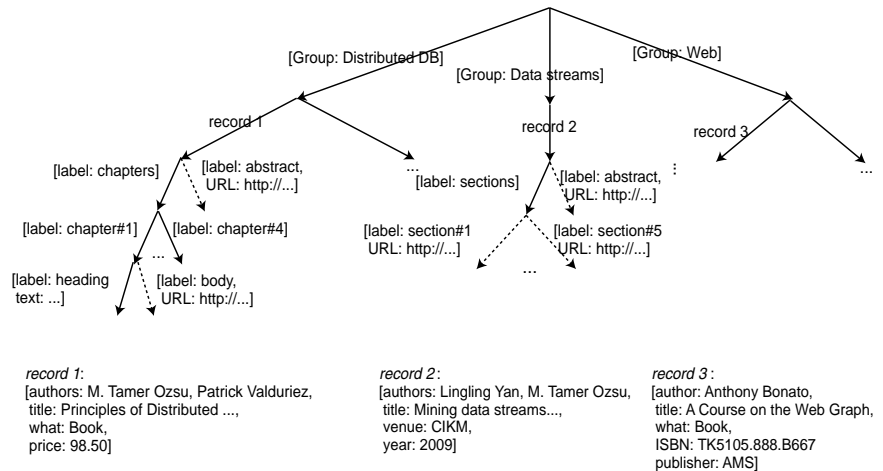 [Group: Distributed DB]
[Group: Data streams]
[Group: Web]
record 1
record 2
record 3
[label: chapters]
[label: abstract,
URL: http://...]
...
[label: sections]
[label: abstract,
URL: http://...]
...
...
[label: chapter#1]
[label: chapter#4]
[label: section#1
URL: http://...]
[label: section#5
URL: http://...]
...
...
[label: heading
text: ...]
[label: body,
URL: http://...]
record 1:
[authors: M. Tamer Ozsu, Patrick Valduriez,
title: Principles of Distributed ...,
what: Book,
price: 98.50]
record 2:
[authors: Lingling Yan, M. Tamer Ozsu,
title: Mining data streams...,
venue: CIKM,
year: 2009]
record 3:
[author: Anthony Bonato,
title: A Course on the Web Graph,
what: Book,
ISBN: TK5105.888.B667
publisher: AMS]